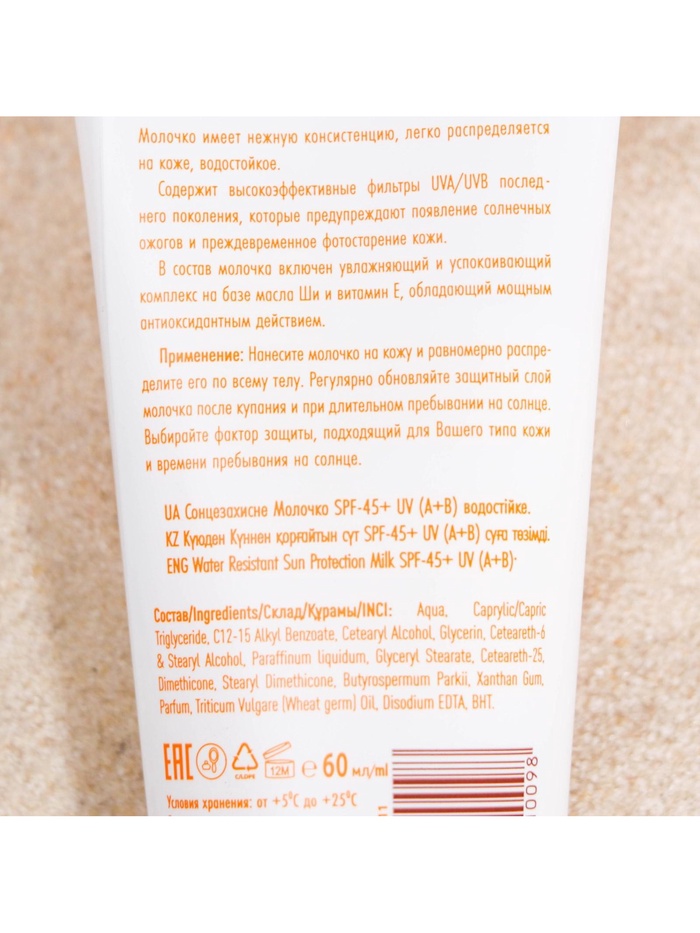 Молочко имеет нежную консистенцию, легко распределяется
на коже, водостойкое.
Содержит высокоэффективные фильтры UVA/UVB послед-
него поколения, которые предупреждают появление солнечных
ожогов и преждевременное фотостарение кожи.
В состав молочка включен увлажняющий и успокаивающий
комплекс на базе масла Ши и витамин Е, обладающий мощным
антиоксидантным действием.
Применение: Нанесите молочко на кожу и равномерно распре-
делите его по всему телу. Регулярно обновляйте защитный слой
молочка после купания и при длительном пребывании на солнце.
Выбирайте фактор защиты, подходящий для Вашего типа кожи
и времени пребывания на солнце.
UA Сонцезахисне Молочко SPF-45+ UV (A+B) водостійке.
KZ Күюден Күннен қорғайтын сүт SPF-45+ UV (A+B) суға төзімді.
ENG Water Resistant Sun Protection Milk SPF-45+ UV (A+B)·
Состав/Ingredients/Склад/Құрамы/INCI: Aqua, Caprylic/Capric
Triglyceride, C12-15 Alkyl Benzoate, Cetearyl Alcohol, Glycerin, Ceteareth-6
& Stearyl Alcohol, Paraffinum liquidum, Glyceryl Stearate, Ceteareth-25,
Dimethicone, Stearyl Dimethicone, Butyrospermum Parkii, Xanthan Gum,
Parfum, Triticum Vulgare (Wheat germ) Oil, Disodium EDTA, BHT.
EAC 12M ℮ 60 мл/ml
Условия хранения: от +5°C до +25°C